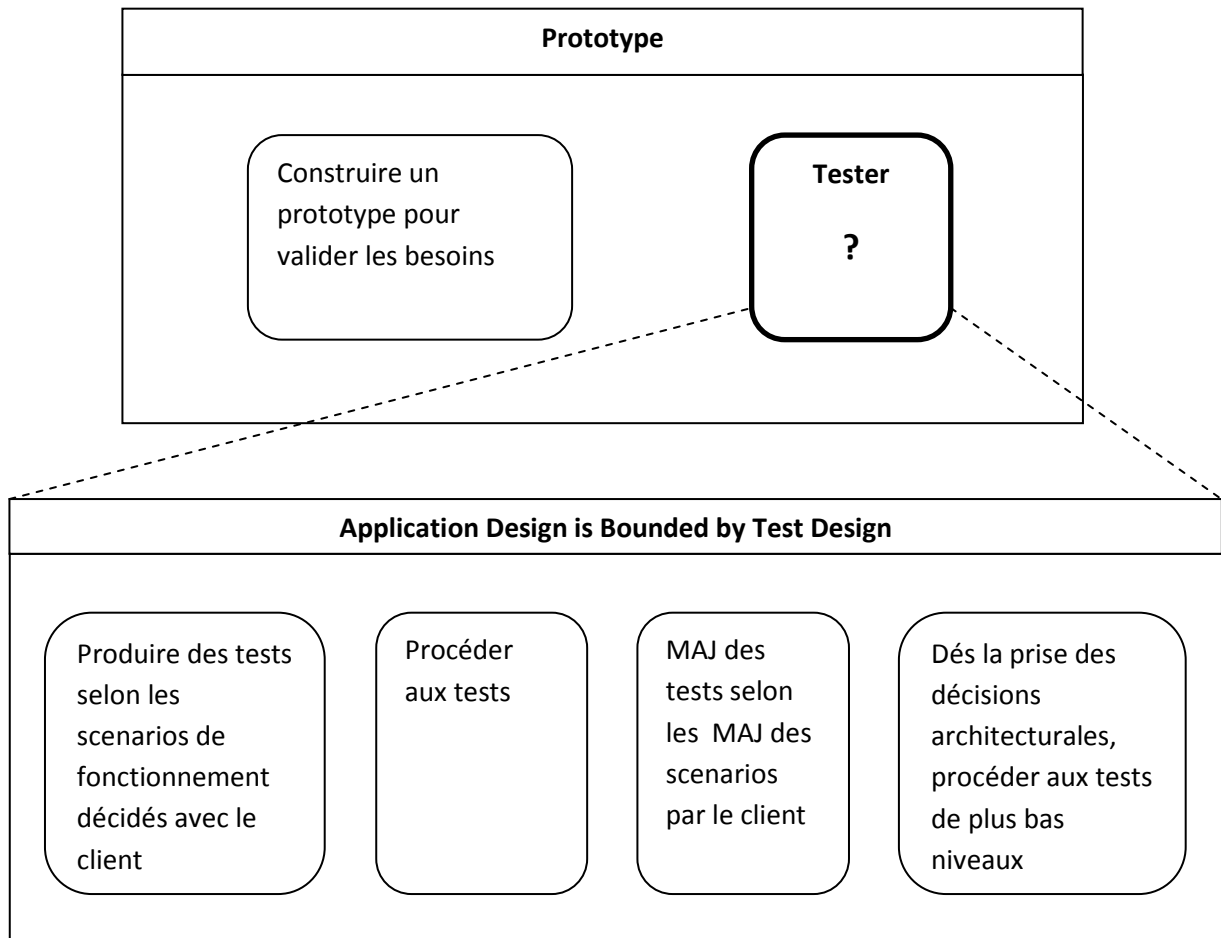 Prototype
Construire un
prototype pour
valider les besoins
Tester
?
Application Design is Bounded by Test Design
Produire des tests
selon les
scenarios de
fonctionnement
décidés avec le
client
Procéder
aux tests
MAJ des
tests selon
les MAJ des
scenarios
par le client
Dés la prise des
décisions
architecturales,
procéder aux tests
de plus bas
niveaux